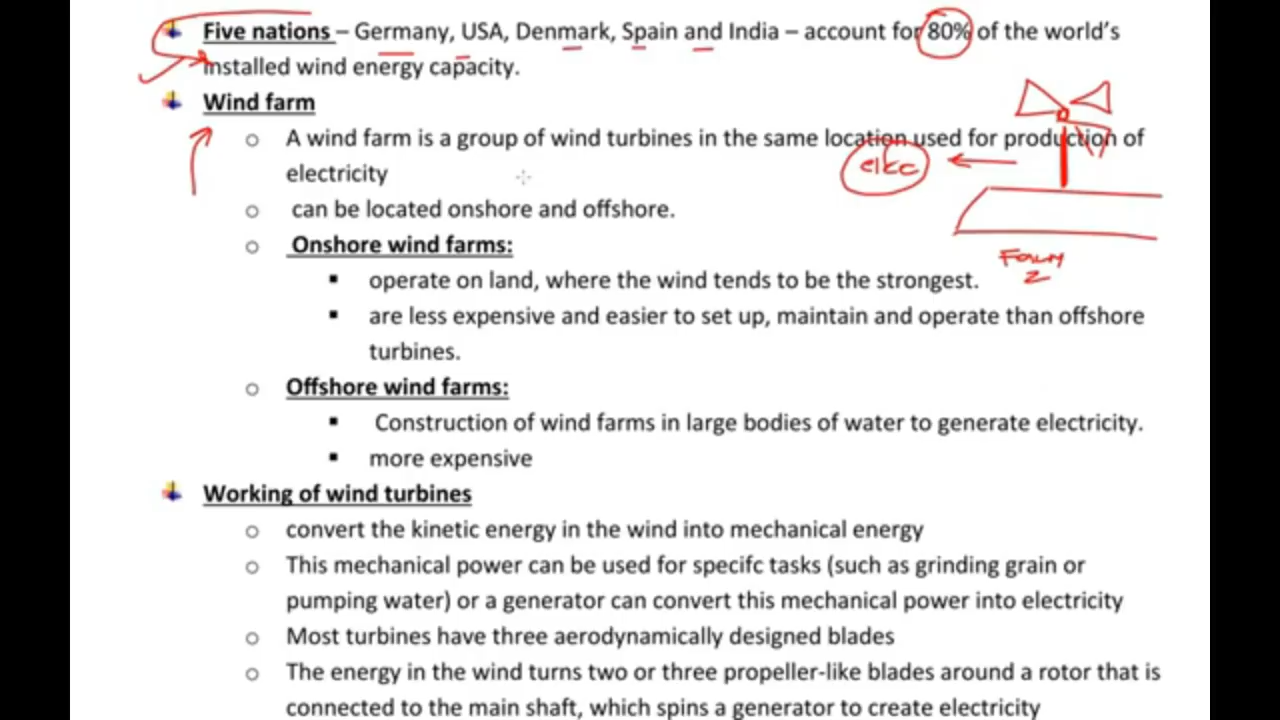 Five nations – Germany, USA, Denmark, Spain and India – account for 80% of the world's
installed wind energy capacity.
Wind farm
o A wind farm is a group of wind turbines in the same location used for production of
electricity
elec
o can be located onshore and offshore.
o Onshore wind farms:
▪ operate on land, where the wind tends to be the strongest.
▪ are less expensive and easier to set up, maintain and operate than offshore
turbines.
o Offshore wind farms:
▪ Construction of wind farms in large bodies of water to generate electricity.
▪ more expensive
Working of wind turbines
o convert the kinetic energy in the wind into mechanical energy
o This mechanical power can be used for specifc tasks (such as grinding grain or
pumping water) or a generator can convert this mechanical power into electricity
o Most turbines have three aerodynamically designed blades
o The energy in the wind turns two or three propeller-like blades around a rotor that is
connected to the main shaft, which spins a generator to create electricity